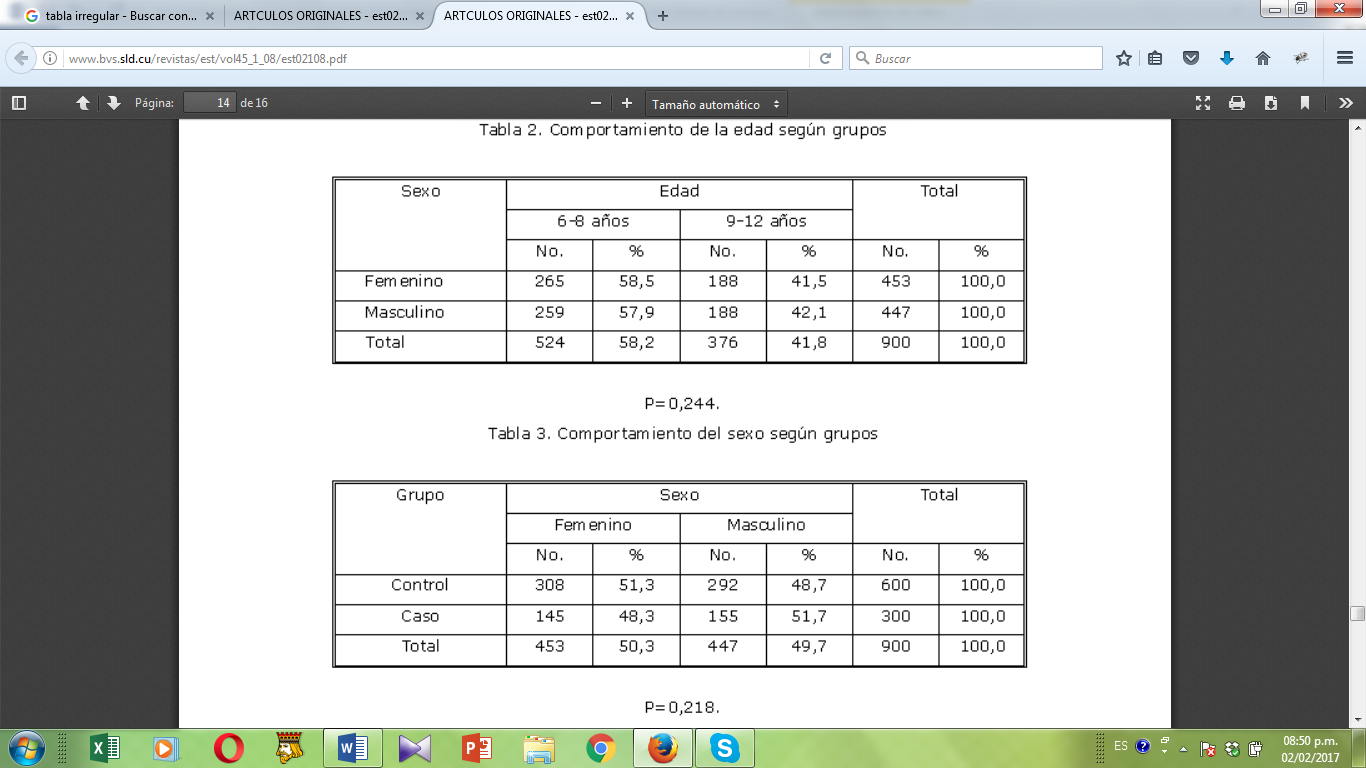 tabla irregular - Buscar con... × ARTCULOS ORIGINALES - est02... × ARTCULOS ORIGINALES - est02... × +
www.bvs.sld.cu/revistas/est/vol45_1_08/est02108.pdf Buscar
Página: 14 de 16 Tamaño automático
Tabla 2. Comportamiento de la edad según grupos
Sexo Edad Total
6-8 años 9-12 años
No. % No. % No. %
Femenino 265 58,5 188 41,5 453 100,0
Masculino 259 57,9 188 42,1 447 100,0
Total 524 58,2 376 41,8 900 100,0
P=0,244.
Tabla 3. Comportamiento del sexo según grupos
Grupo Sexo Total
Femenino Masculino
No. % No. % No. %
Control 308 51,3 292 48,7 600 100,0
Caso 145 48,3 155 51,7 300 100,0
Total 453 50,3 447 49,7 900 100,0
P=0,218.
ES 08:50 p.m.
02/02/2017